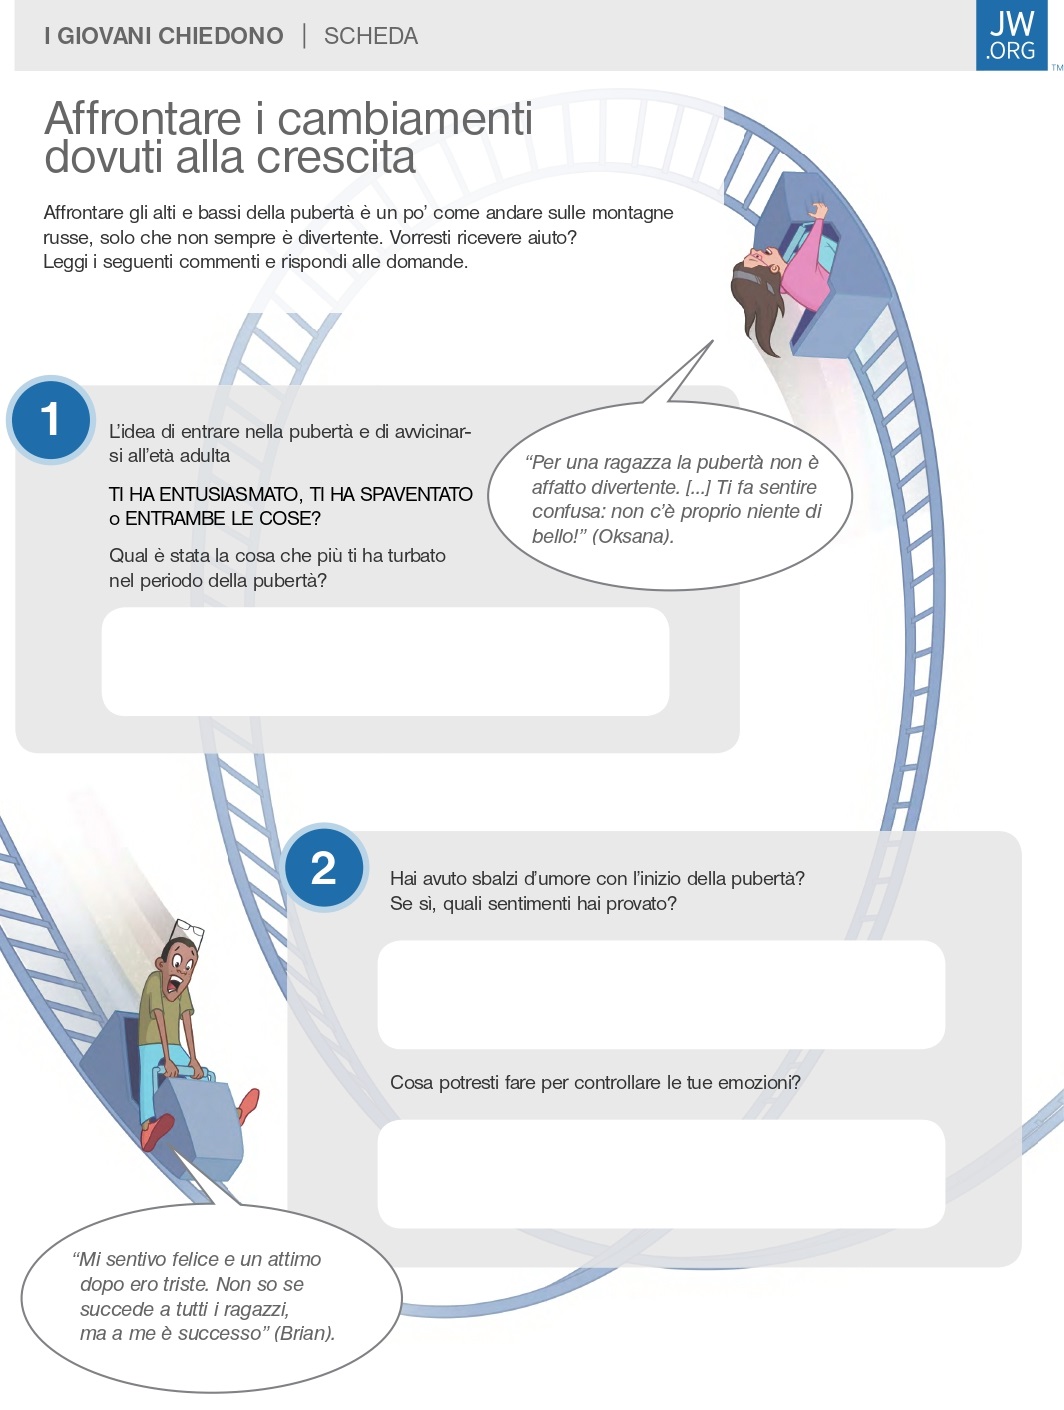 I GIOVANI CHIEDONO | SCHEDA
JW
.ORG
TM
Affrontare i cambiamenti
dovuti alla crescita
Affrontare gli alti e bassi della pubertà è un po’ come andare sulle montagne
russe, solo che non sempre è divertente. Vorresti ricevere aiuto?
Leggi i seguenti commenti e rispondi alle domande.
1
L’idea di entrare nella pubertà e di avvicinar-
si all’età adulta
TI HA ENTUSIASMATO, TI HA SPAVENTATO
o ENTRAMBE LE COSE?
Qual è stata la cosa che più ti ha turbato
nel periodo della pubertà?
“Per una ragazza la pubertà non è
affatto divertente. [...] Ti fa sentire
confusa: non c’è proprio niente di
bello!” (Oksana).
2
Hai avuto sbalzi d’umore con l’inizio della pubertà?
Se sì, quali sentimenti hai provato?
Cosa potresti fare per controllare le tue emozioni?
“Mi sentivo felice e un attimo
dopo ero triste. Non so se
succede a tutti i ragazzi,
ma a me è successo” (Brian).